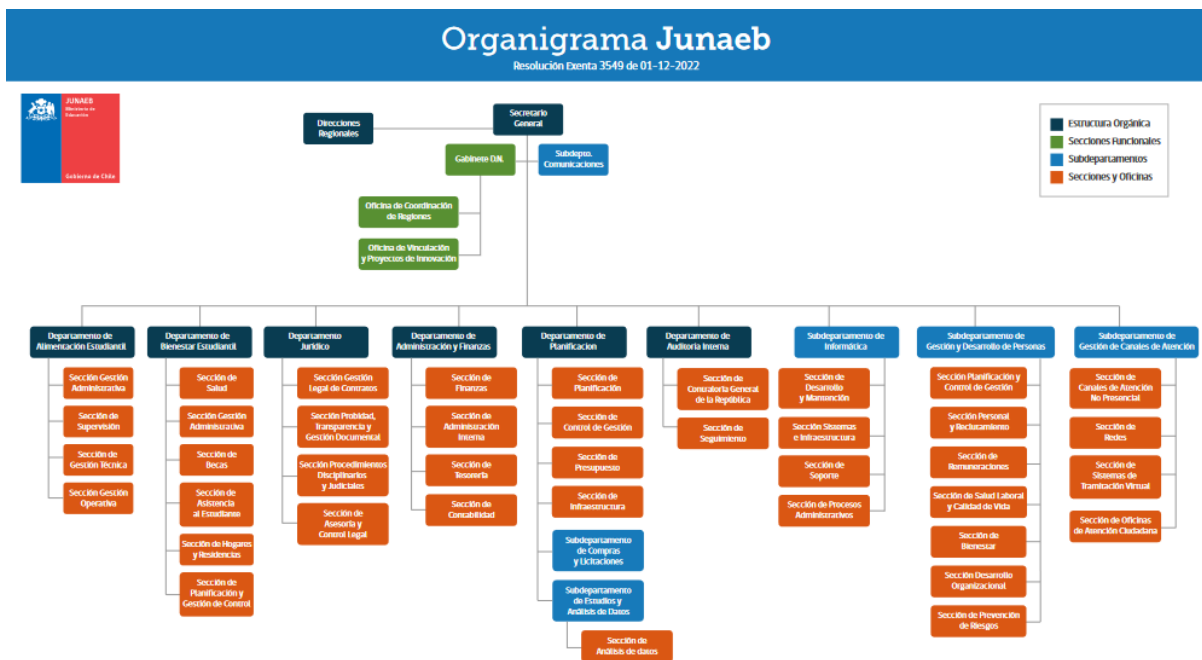 Organigrama Junaeb
Resolución Exenta 3549 de 01-12-2022
JUNAEB
Ministerio de
Educación
Gobierno de Chile
Direcciones
Regionales
Secretario
General
Gabinete D.N.
Subdepto.
Comunicaciones
Oficina de Coordinación
de Regiones
Oficina de Vinculación
y Proyectos de Innovación
Estructura Orgánica
Secciones Funcionales
Subdepartamentos
Secciones y Oficinas
Departamento de
Alimentación Estudiantil
Sección Gestión
Administrativa
Sección de
Supervisión
Sección de
Gestión Técnica
Sección Gestión
Operativa
Departamento de
Bienestar Estudiantil
Sección de
Salud
Sección Gestión
Administrativa
Sección de
Becas
Sección de
Asistencia
al Estudiante
Sección de Hogares
y Residencias
Sección de
Planificación y
Gestión de Control
Departamento
Jurídico
Sección Gestión
Legal de Contratos
Sección Probidad,
Transparencia y
Gestión Documental
Sección Procedimientos
Disciplinarios
y Judiciales
Sección de
Asesoría y
Control Legal
Departamento de
Administración y Finanzas
Sección de
Finanzas
Sección de
Administración
Interna
Sección de
Tesorería
Sección de
Contabilidad
Departamento de
Planificacion
Sección de
Planificación
Sección de
Control de Gestión
Sección de
Presupuesto
Sección de
Infraestructura
Subdepartamento
de Compras
y Licitaciones
Subdepartamento
de Estudios y
Análisis de Datos
Sección de
Análisis de datos
Departamento de
Auditoría Interna
Sección de
Contraloría General
de la República
Sección de
Seguimiento
Subdepartamento de
Informática
Sección de
Desarrollo
y Mantención
Sección Sistemas
e Infraestructura
Sección de
Soporte
Sección de Procesos
Administrativos
Subdepartamento de
Gestión y Desarrollo de Personas
Sección Planificación y
Control de Gestión
Sección Personal
y Reclutamiento
Sección de
Remuneraciones
Sección de Salud Laboral
y Calidad de Vida
Sección de
Bienestar
Sección Desarrollo
Organizacional
Sección de Prevención
de Riesgos
Subdepartamento de
Gestión de Canales de Atención
Sección de
Canales de Atención
No Presencial
Sección de
Redes
Sección de
Sistemas de
Tramitación Virtual
Sección de Oficinas
de Atención Ciudadana